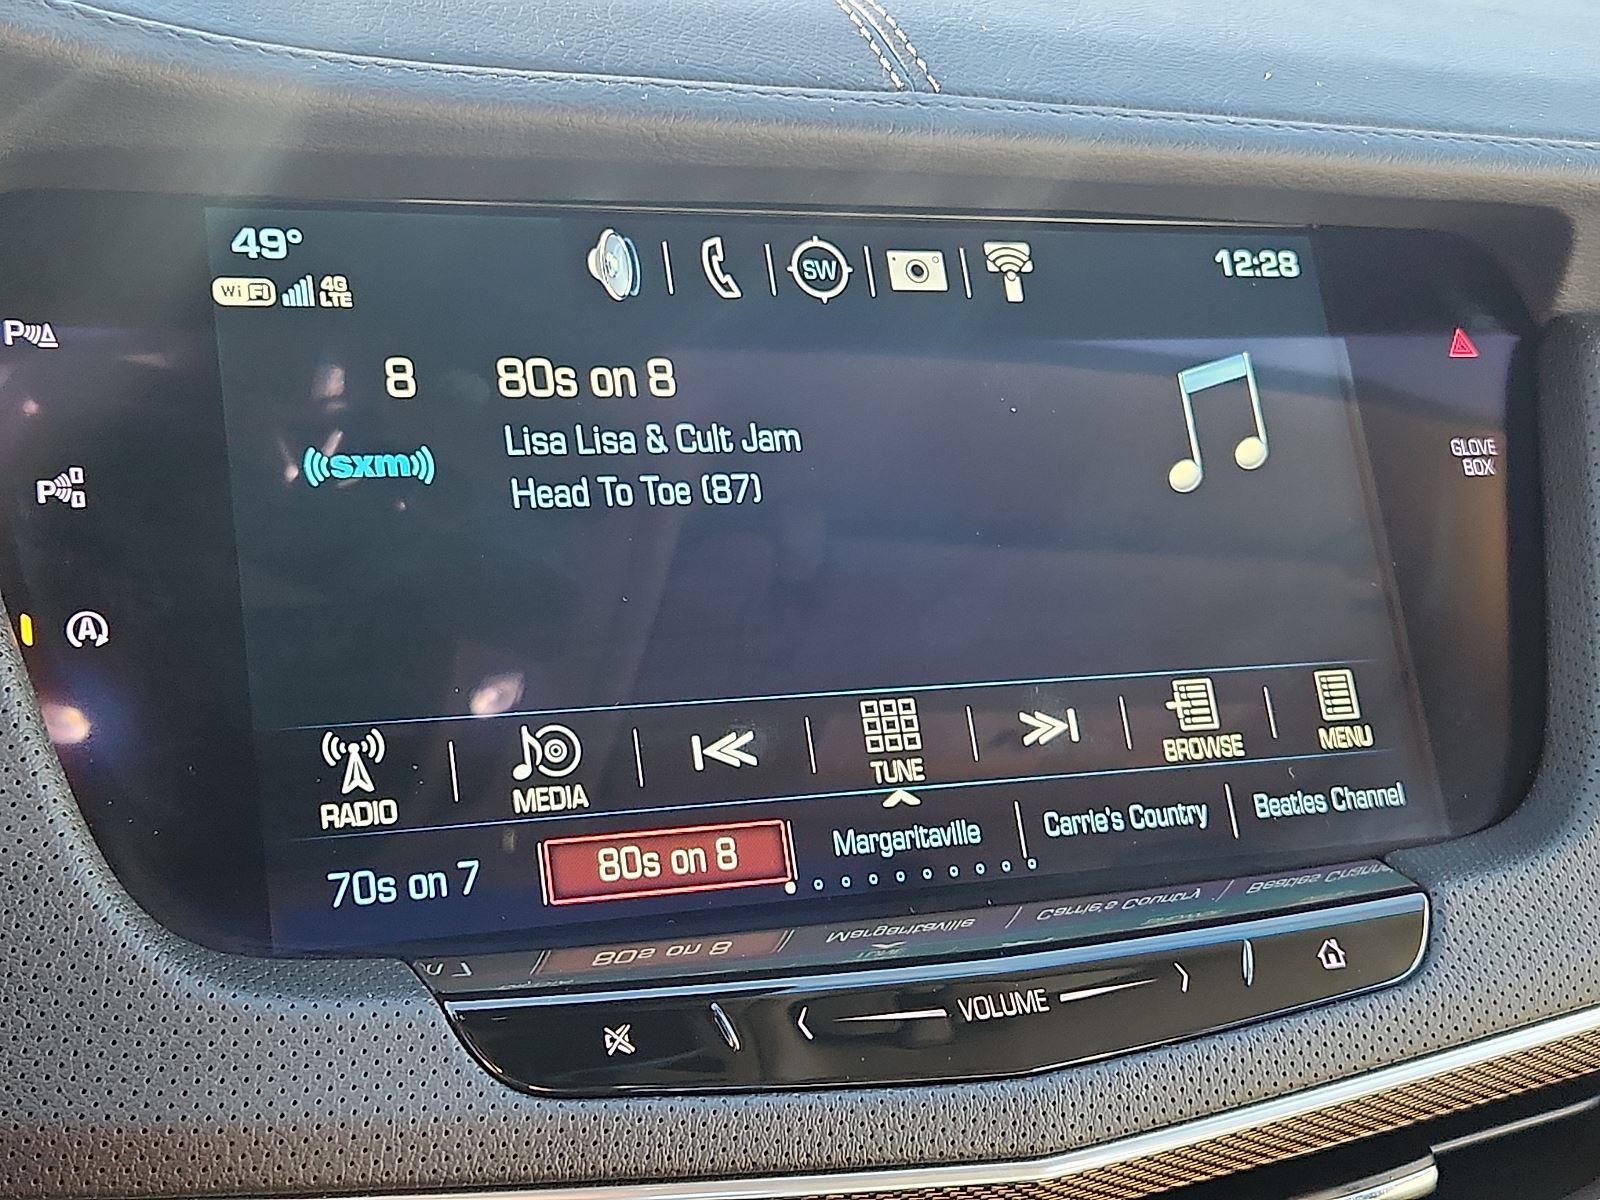 49°
12:28
WiFi 4G LTE
SW
8 80s on 8
Lisa Lisa & Cult Jam
((sxm))
Head To Toe (87)
P
P
A
GLOVE
BOX
RADIO
MEDIA
TUNE
BROWSE
MENU
70s on 7
80s on 8
Margaritaville
Carrie's Country
Beatles Channel
VOLUME